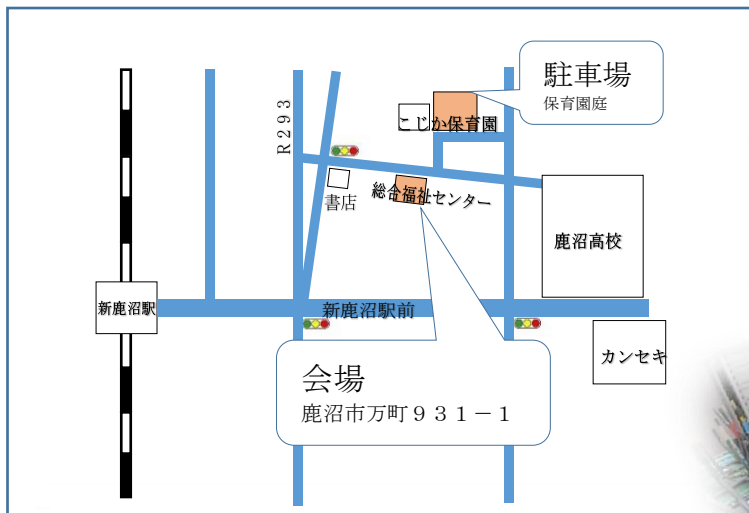 駐車場
保育園庭
こじか保育園
R293
書店
総合福祉センター
鹿沼高校
新鹿沼駅
新鹿沼駅前
カンセキ
会場
鹿沼市万町９３１－１